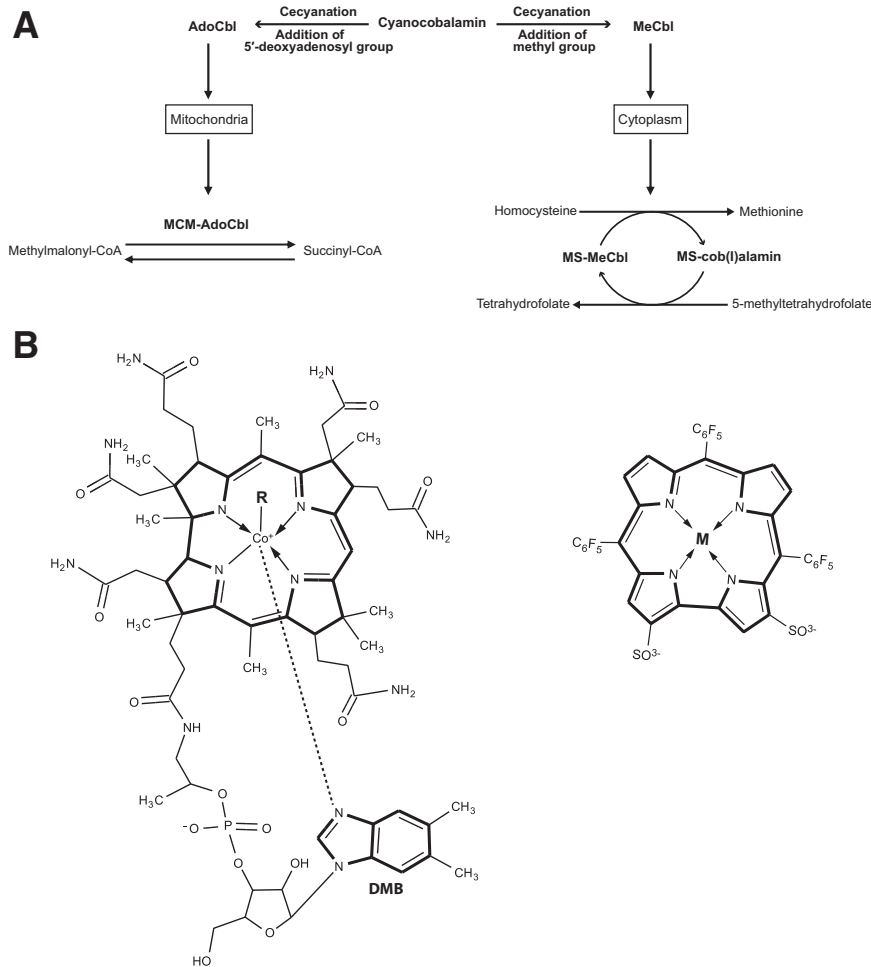 A
AdoCbl
Cecyanation
Addition of
5′-deoxyadenosyl group
Cyanocobalamin
Cecyanation
Addition of
methyl group
MeCbl
Mitochondria
Cytoplasm
MCM-AdoCbl
Methylmalonyl-CoA
Succinyl-CoA
Homocysteine
Methionine
MS-MeCbl
MS-cob(I)alamin
Tetrahydrofolate
5-methyltetrahydrofolate
B
H₂N
O
H₂N
O
CH₃
CH₃
NH₂
O
H₃C
H₃C
R
N
N
Co⁺
N
N
O
NH₂
H₂N
O
H₃C
CH₃
CH₃
CH₃
O
NH₂
O
NH
H₃C
O
⁻O
P
O
O
OH
O
HO
N
N
CH₃
CH₃
DMB
C₆F₅
C₆F₅
C₆F₅
N
N
M
N
N
SO³⁻
SO³⁻